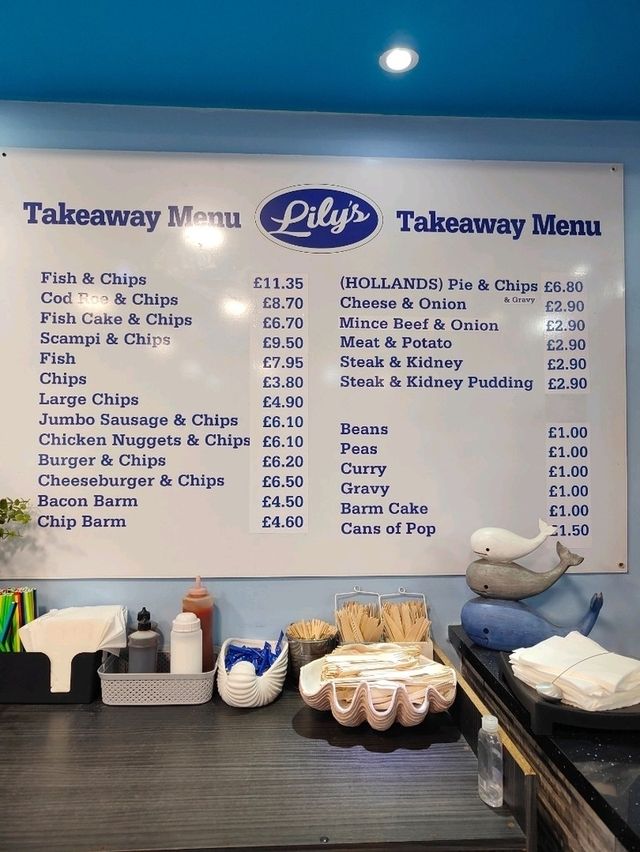 Takeaway Menu
Lily's
Takeaway Menu
Fish & Chips £11.35
Cod Roe & Chips £8.70
Fish Cake & Chips £6.70
Scampi & Chips £9.50
Fish £7.95
Chips £3.80
Large Chips £4.90
Jumbo Sausage & Chips £6.10
Chicken Nuggets & Chips £6.10
Burger & Chips £6.20
Cheeseburger & Chips £6.50
Bacon Barm £4.50
Chip Barm £4.60
(HOLLANDS) Pie & Chips £6.80
& Gravy
Cheese & Onion £2.90
Mince Beef & Onion £2.90
Meat & Potato £2.90
Steak & Kidney £2.90
Steak & Kidney Pudding £2.90
Beans £1.00
Peas £1.00
Curry £1.00
Gravy £1.00
Barm Cake £1.00
Cans of Pop £1.50